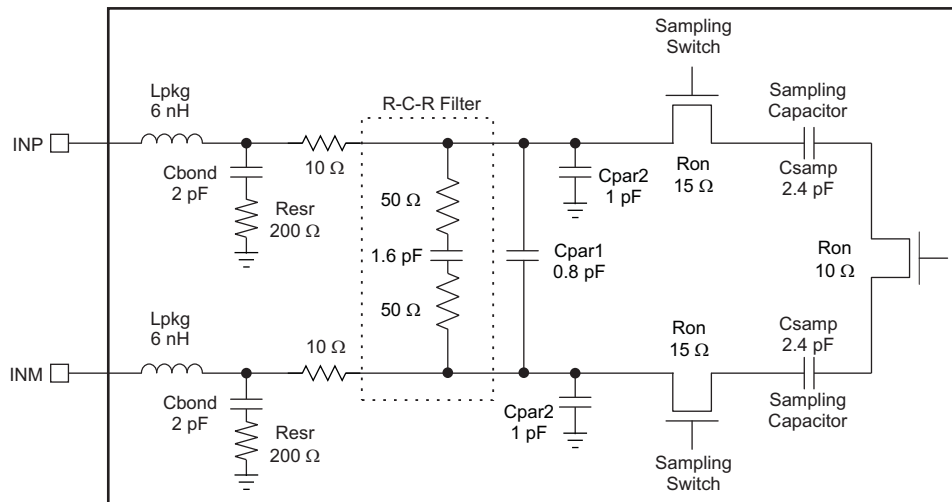 Sampling
Switch
Lpkg
6 nH
R-C-R Filter
Sampling
Capacitor
INP
10 Ω
Cbond
2 pF
Resr
200 Ω
50 Ω
Cpar2
1 pF
Ron
15 Ω
Csamp
2.4 pF
1.6 pF
Cpar1
0.8 pF
Ron
10 Ω
50 Ω
Lpkg
6 nH
10 Ω
Ron
15 Ω
Csamp
2.4 pF
INM
Sampling
Capacitor
Cbond
2 pF
Resr
200 Ω
Cpar2
1 pF
Sampling
Switch